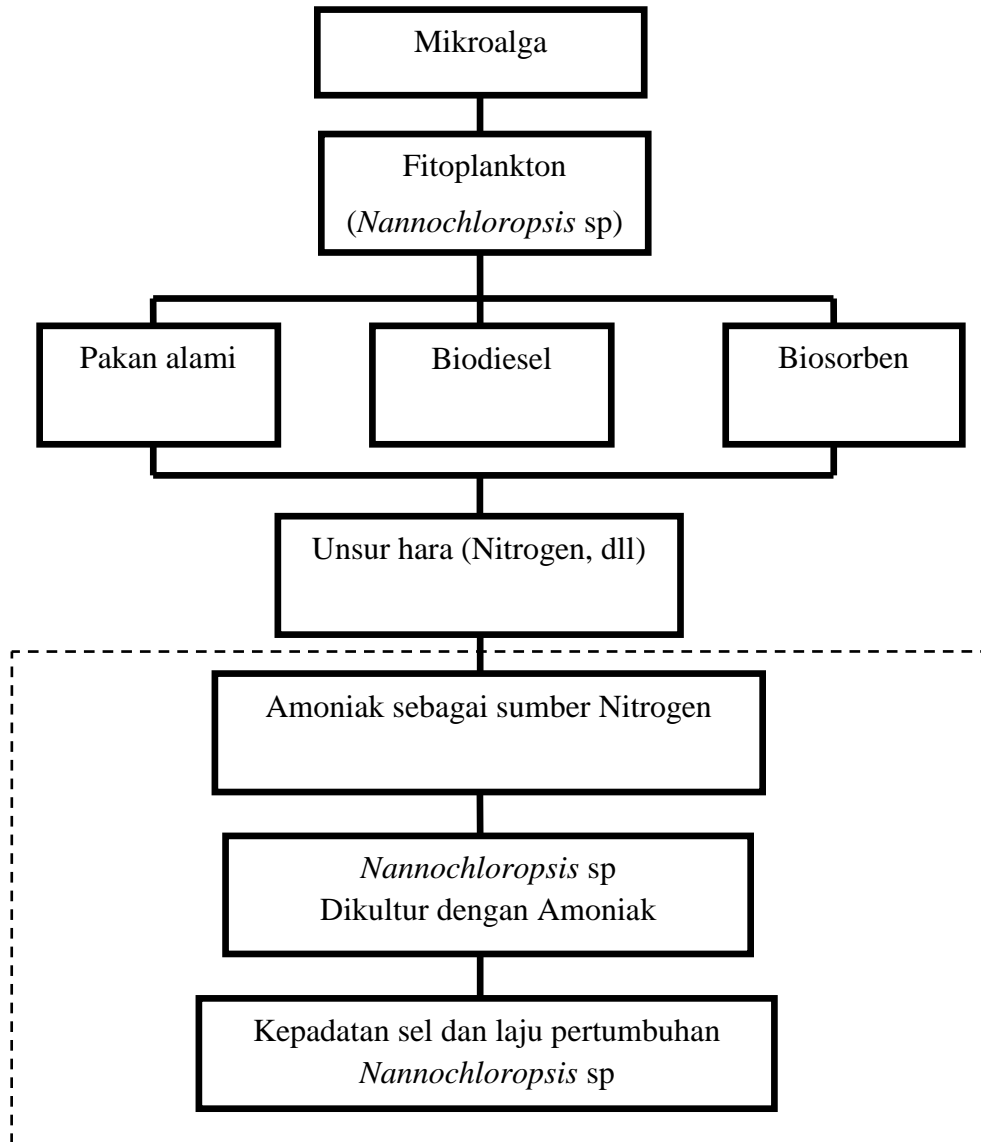 Mikroalga
Fitoplankton
(Nannochloropsis sp)
Pakan alami
Biodiesel
Biosorben
Unsur hara (Nitrogen, dll)
Amoniak sebagai sumber Nitrogen
Nannochloropsis sp
Dikultur dengan Amoniak
Kepadatan sel dan laju pertumbuhan
Nannochloropsis sp